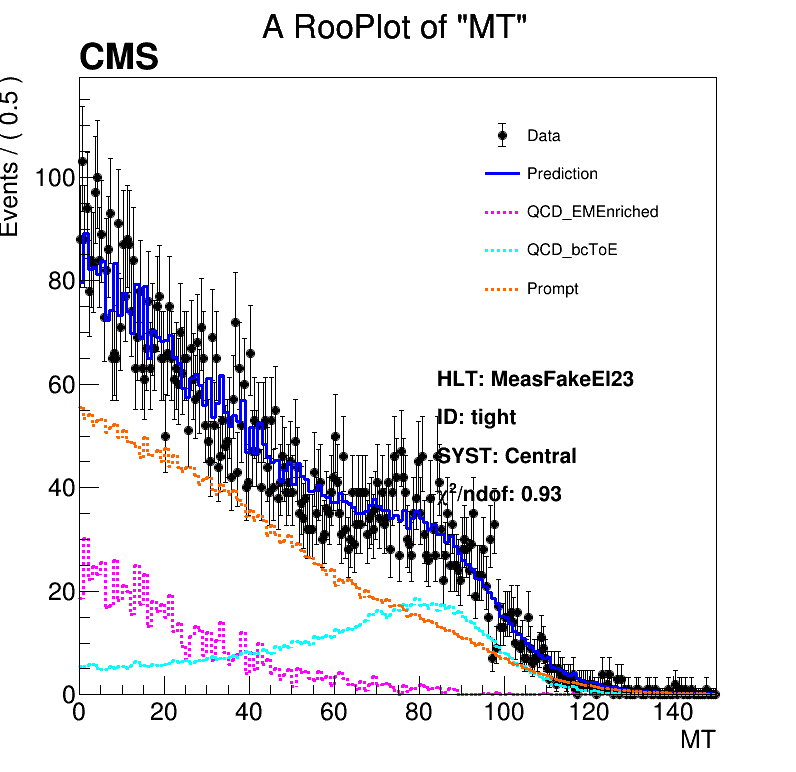 A RooPlot of "MT"
CMS
Events / ( 0.5 )
100
80
60
40
20
0
Data
Prediction
QCD_EMEnriched
QCD_bcToE
Prompt
HLT: MeasFakeEl23
ID: tight
SYST: Central
χ²/ndof: 0.93
0 20 40 60 80 100 120 140
MT